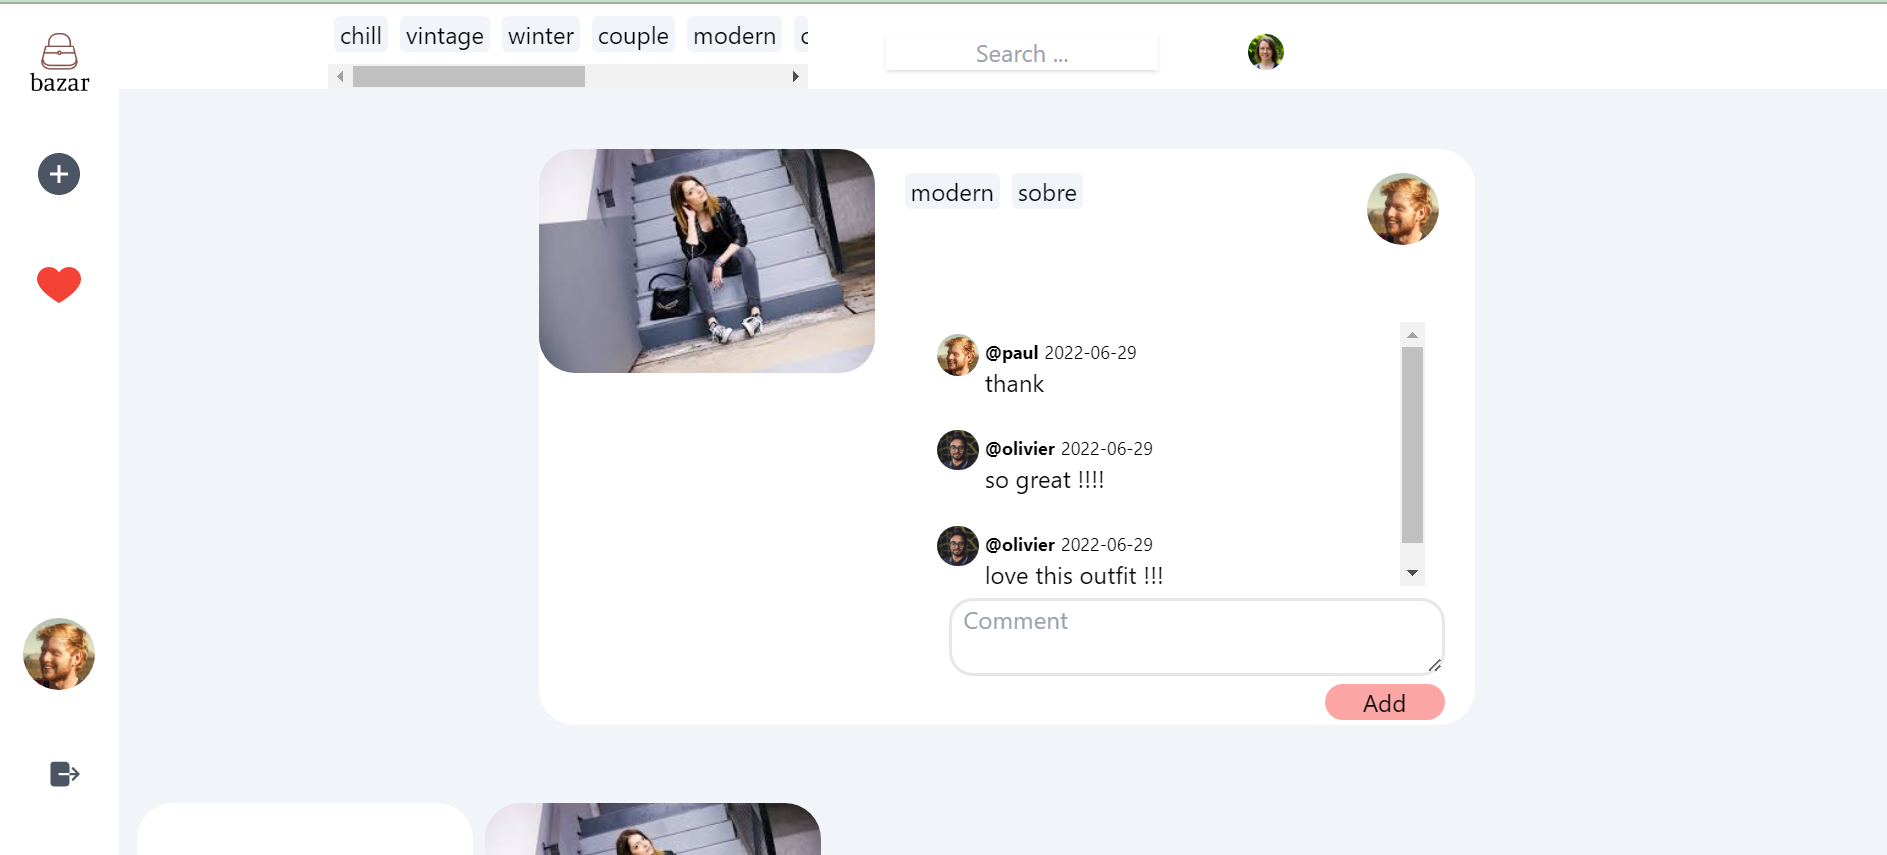 chill vintage winter couple modern
Search ...
bazar
modern sobre
@paul 2022-06-29
thank
@olivier 2022-06-29
so great !!!!
@olivier 2022-06-29
love this outfit !!!
Comment
Add